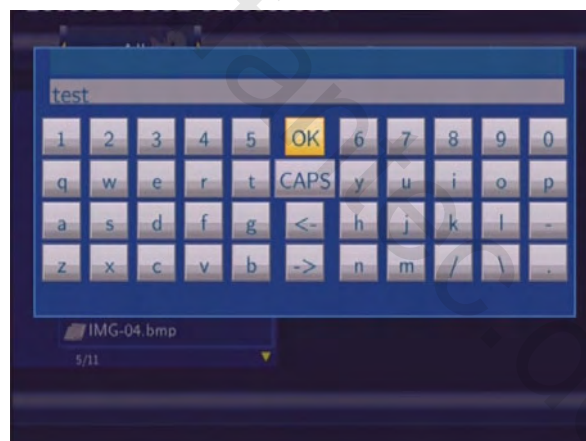 test
1 2 3 4 5 OK 6 7 8 9 0
q w e r t CAPS y u i o p
a s d f g <- h j k l -
z x c v b -> n m / \ .
IMG-04.bmp
5/11